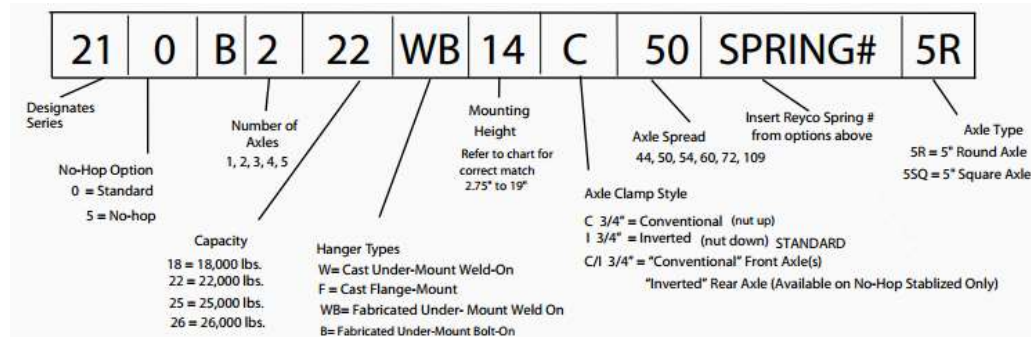 21 0 B 2 22 WB 14 C 50 SPRING# 5R
Designates
Series
No-Hop Option
0 = Standard
5 = No-hop
Number of
Axles
1, 2, 3, 4, 5
Capacity
18 = 18,000 lbs.
22 = 22,000 lbs.
25 = 25,000 lbs.
26 = 26,000 lbs.
Hanger Types
W= Cast Under-Mount Weld-On
F = Cast Flange-Mount
WB= Fabricated Under- Mount Weld On
B= Fabricated Under-Mount Bolt-On
Mounting
Height
Refer to chart for
correct match
2.75" to 19"
Axle Clamp Style
C 3/4" = Conventional (nut up)
I 3/4" = Inverted (nut down) STANDARD
C/I 3/4" = "Conventional" Front Axle(s)
"Inverted" Rear Axle (Available on No-Hop Stablized Only)
Axle Spread
44, 50, 54, 60, 72, 109
Insert Reyco Spring #
from options above
Axle Type
5R = 5" Round Axle
5SQ = 5" Square Axle